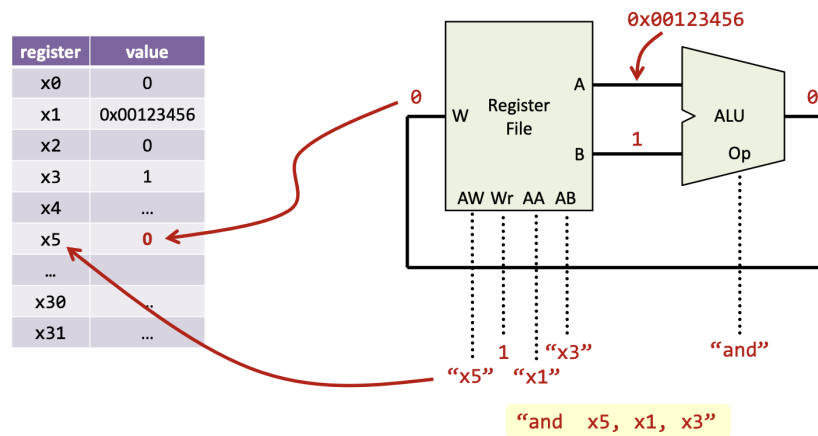 register value
x0 0
x1 0x00123456
x2 0
x3 1
x4 …
x5 0
…
x30 …
x31 …
0x00123456
0
W
Register
File
A
B
AW Wr AA AB
1
ALU
Op
0
“x5”
1
“x1”
“x3”
“and”
“and x5, x1, x3”